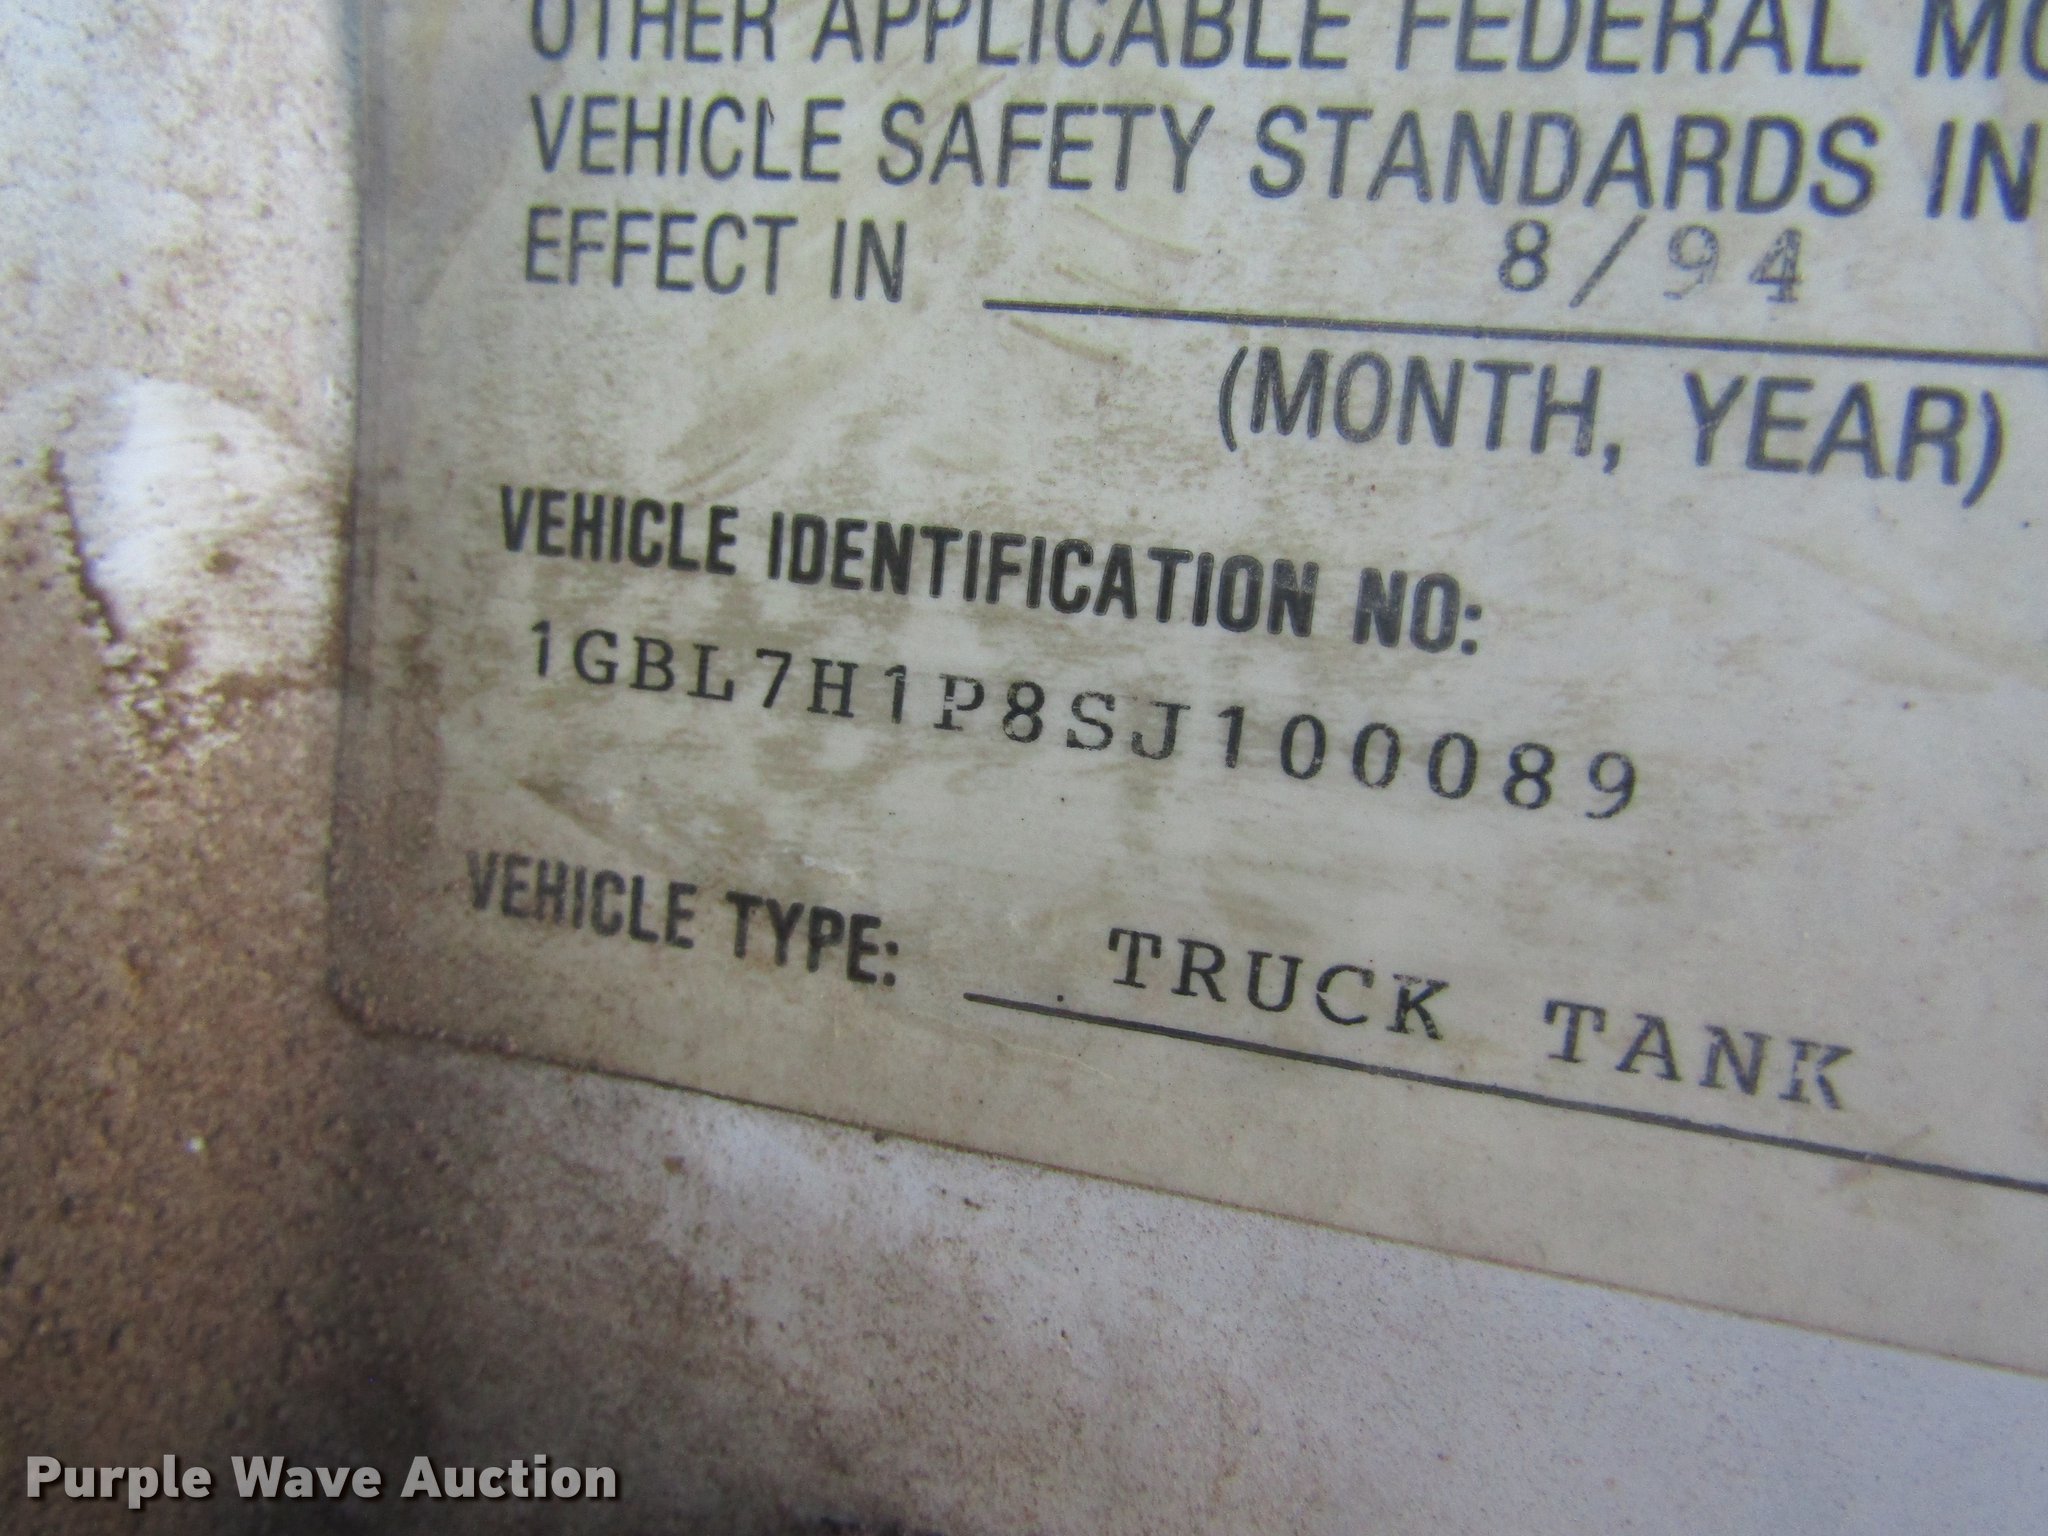 OTHER APPLICABLE FEDERAL MO
VEHICLE SAFETY STANDARDS IN
EFFECT IN 8/94
(MONTH, YEAR)
VEHICLE IDENTIFICATION NO:
1GBL7H1P8SJ100089
VEHICLE TYPE: TRUCK TANK
Purple Wave Auction